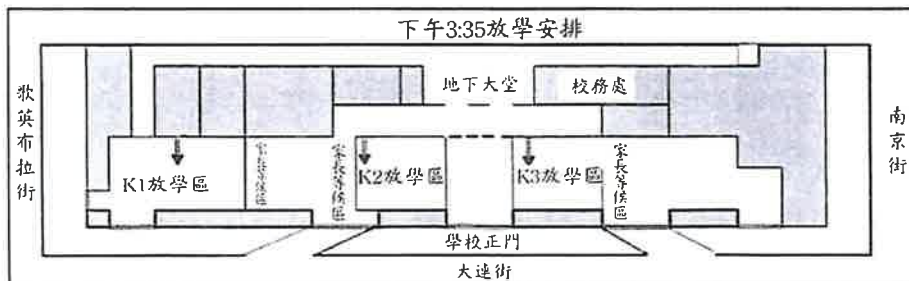 下午3:35放學安排
地下大堂
校務處
歌英布拉街
南京街
K1放學區
家長等候區
家長等候區
K2放學區
K3放學區
家長等候區
學校正門
大連街